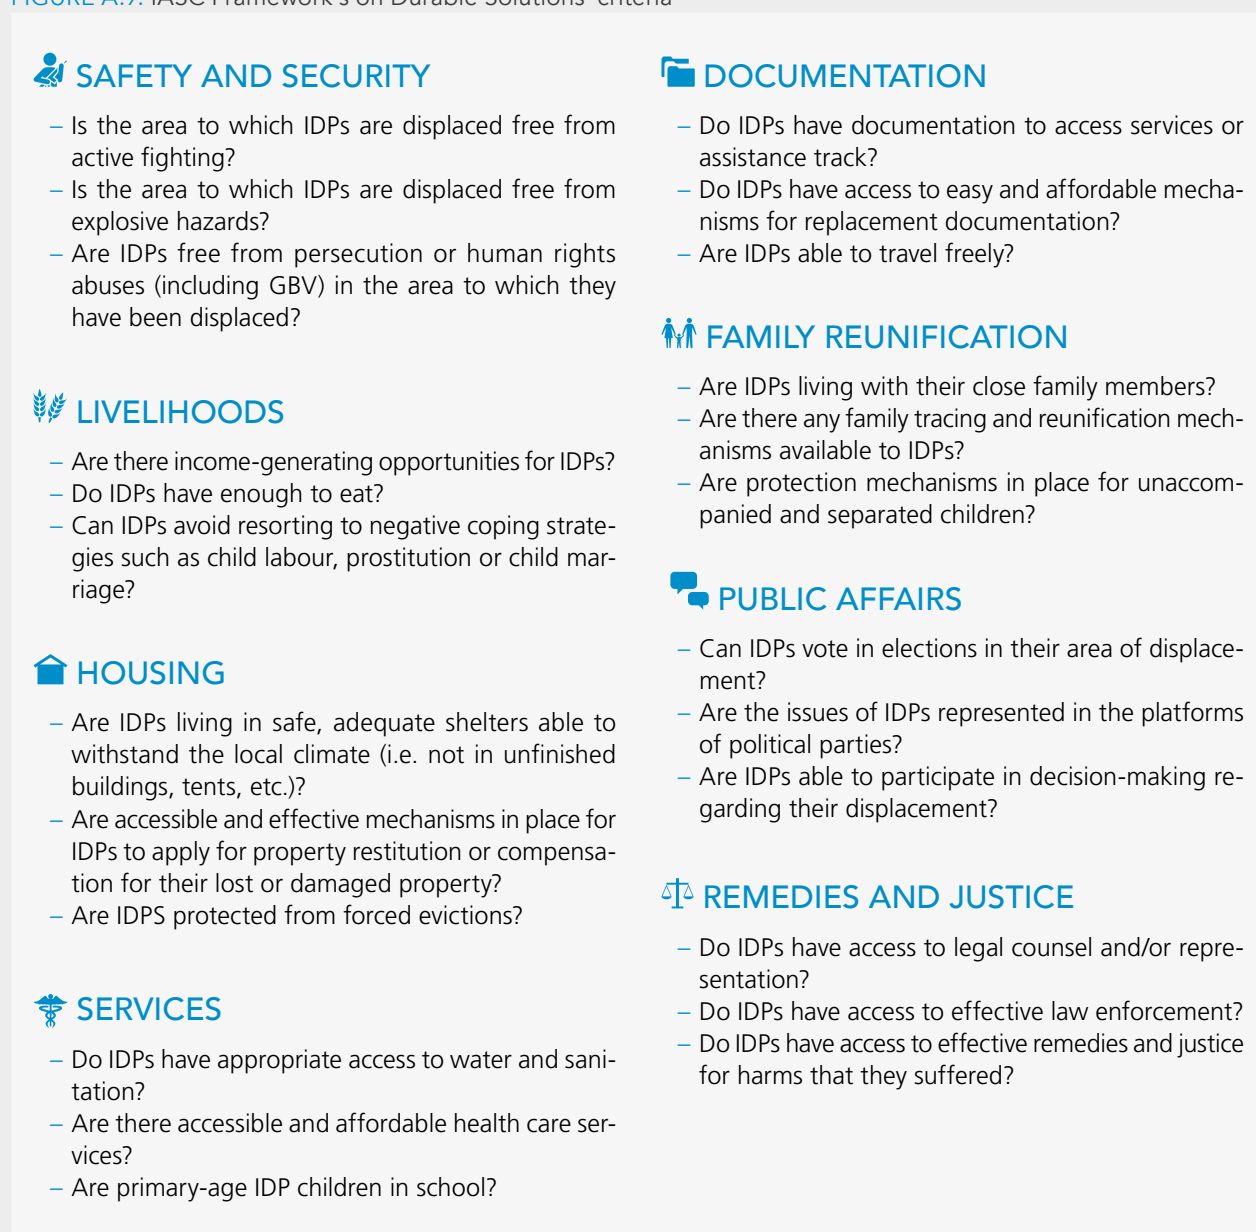 FIGURE A.9. IASC Framework's on Durable Solutions' criteria
SAFETY AND SECURITY
– Is the area to which IDPs are displaced free from
active fighting?
– Is the area to which IDPs are displaced free from
explosive hazards?
– Are IDPs free from persecution or human rights
abuses (including GBV) in the area to which they
have been displaced?
LIVELIHOODS
– Are there income-generating opportunities for IDPs?
– Do IDPs have enough to eat?
– Can IDPs avoid resorting to negative coping strate-
gies such as child labour, prostitution or child mar-
riage?
HOUSING
– Are IDPs living in safe, adequate shelters able to
withstand the local climate (i.e. not in unfinished
buildings, tents, etc.)?
– Are accessible and effective mechanisms in place for
IDPs to apply for property restitution or compensa-
tion for their lost or damaged property?
– Are IDPS protected from forced evictions?
SERVICES
– Do IDPs have appropriate access to water and sani-
tation?
– Are there accessible and affordable health care ser-
vices?
– Are primary-age IDP children in school?
DOCUMENTATION
– Do IDPs have documentation to access services or
assistance track?
– Do IDPs have access to easy and affordable mecha-
nisms for replacement documentation?
– Are IDPs able to travel freely?
FAMILY REUNIFICATION
– Are IDPs living with their close family members?
– Are there any family tracing and reunification mech-
anisms available to IDPs?
– Are protection mechanisms in place for unaccom-
panied and separated children?
PUBLIC AFFAIRS
– Can IDPs vote in elections in their area of displace-
ment?
– Are the issues of IDPs represented in the platforms
of political parties?
– Are IDPs able to participate in decision-making re-
garding their displacement?
REMEDIES AND JUSTICE
– Do IDPs have access to legal counsel and/or repre-
sentation?
– Do IDPs have access to effective law enforcement?
– Do IDPs have access to effective remedies and justice
for harms that they suffered?